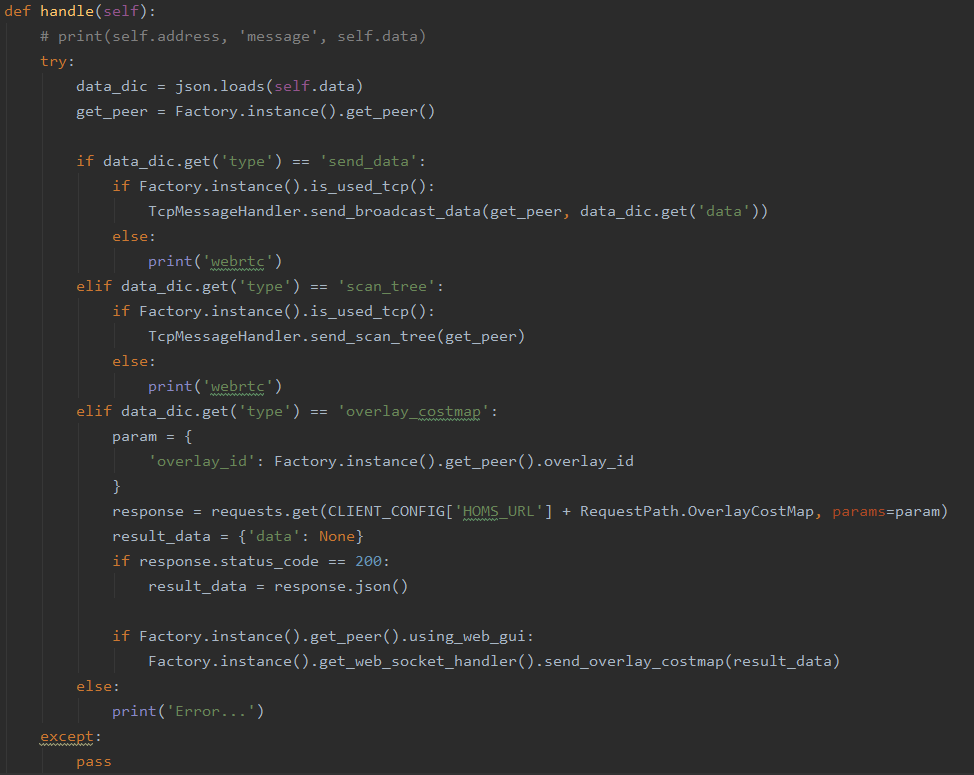 def handle(self):
    # print(self.address, 'message', self.data)
    try:
        data_dic = json.loads(self.data)
        get_peer = Factory.instance().get_peer()

        if data_dic.get('type') == 'send_data':
            if Factory.instance().is_used_tcp():
                TcpMessageHandler.send_broadcast_data(get_peer, data_dic.get('data'))
            else:
                print('webrtc')
        elif data_dic.get('type') == 'scan_tree':
            if Factory.instance().is_used_tcp():
                TcpMessageHandler.send_scan_tree(get_peer)
            else:
                print('webrtc')
        elif data_dic.get('type') == 'overlay_costmap':
            param = {
                'overlay_id': Factory.instance().get_peer().overlay_id
            }
            response = requests.get(CLIENT_CONFIG['HOMS_URL'] + RequestPath.OverlayCostMap, params=param)
            result_data = {'data': None}
            if response.status_code == 200:
                result_data = response.json()

            if Factory.instance().get_peer().using_web_gui:
                Factory.instance().get_web_socket_handler().send_overlay_costmap(result_data)
        else:
            print('Error...')
    except:
        pass